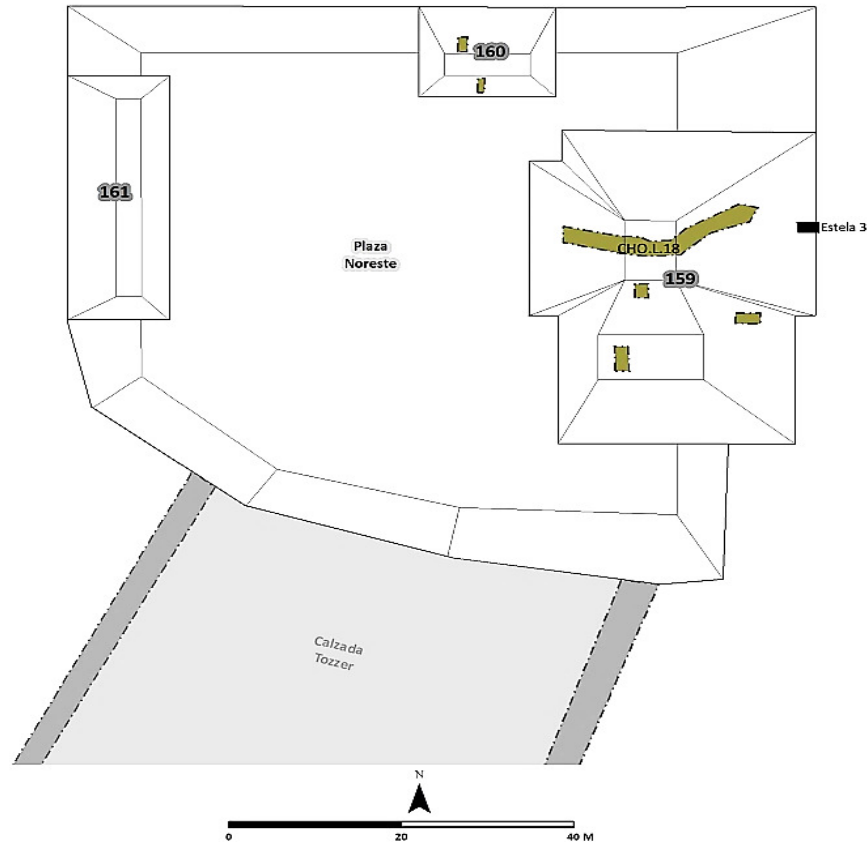 160
161
Estela 3
Plaza
Noreste
CHO.L.18
159
Calzada
Tozzer
N
0 20 40 M